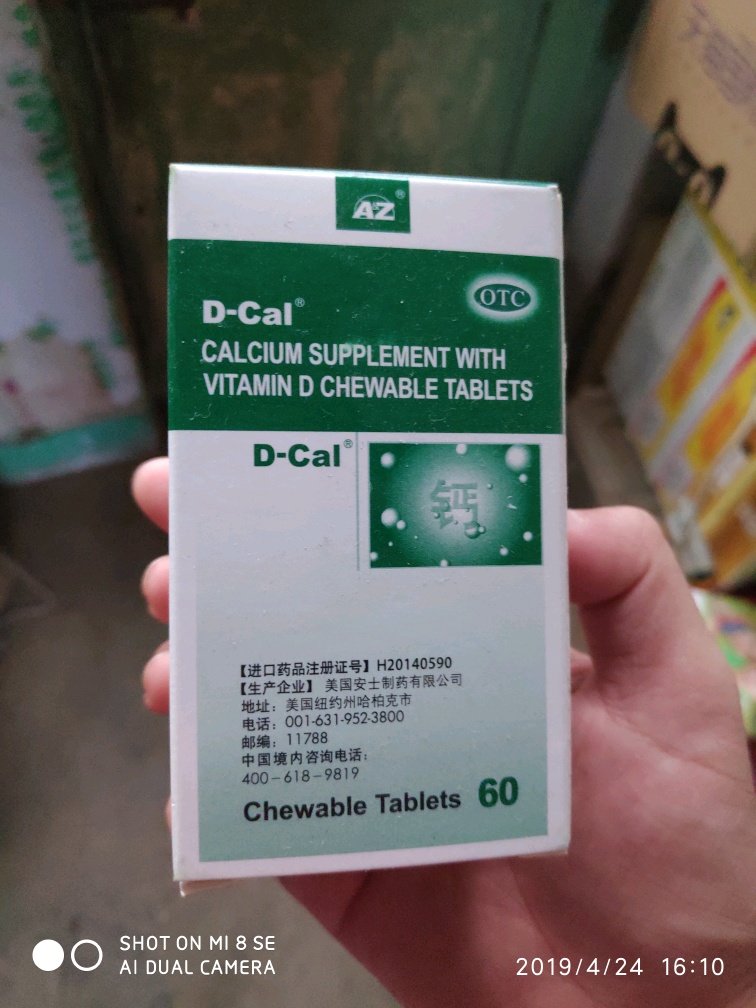 A&Z®
D-Cal®
OTC
CALCIUM SUPPLEMENT WITH
VITAMIN D CHEWABLE TABLETS
D-Cal®
钙
【进口药品注册证号】H20140590
【生产企业】 美国安士制药有限公司
地址：美国纽约州哈柏克市
电话：001-631-952-3800
邮编：11788
中国境内咨询电话：
400-618-9819
Chewable Tablets 60
SHOT ON MI 8 SE
AI DUAL CAMERA
2019/4/24 16:10